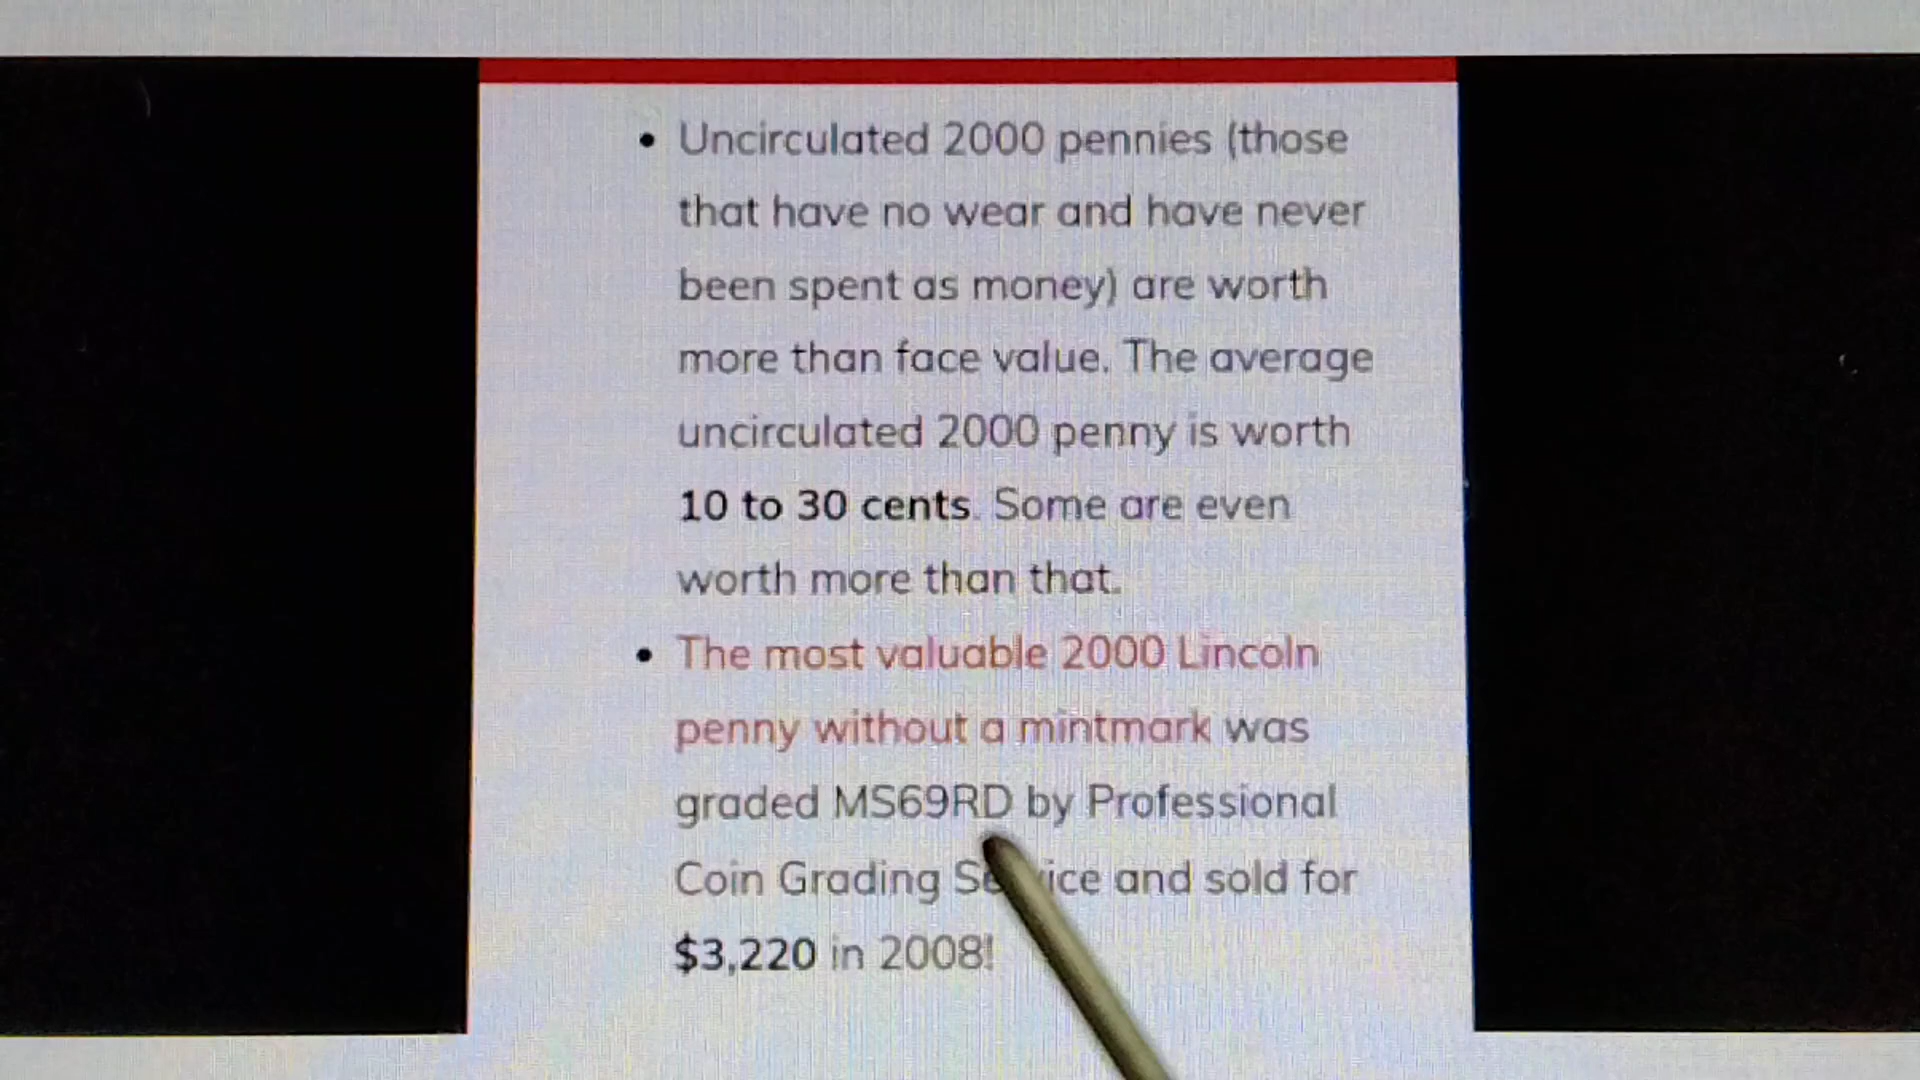 • Uncirculated 2000 pennies (those
that have no wear and have never
been spent as money) are worth
more than face value. The average
uncirculated 2000 penny is worth
10 to 30 cents. Some are even
worth more than that.
• The most valuable 2000 Lincoln
penny without a mintmark was
graded MS69RD by Professional
Coin Grading Service and sold for
$3,220 in 2008!